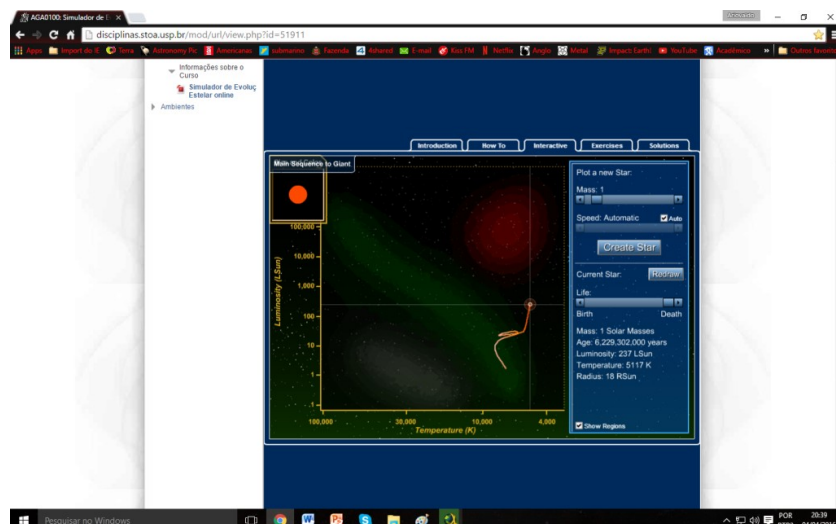 AGA0100: Simulador de E
disciplinas.stoa.usp.br/mod/url/view.php?id=51911
Apps Import do IE Terra Astronomy Pic Americanas submarino Fazenda 4shared E-mail Kiss FM Netflix Anglo Metal Impact: Earth! YouTube Acadêmico » Outros favoritos
Informações sobre o
Curso
Simulador de Evoluç
Estelar online
Ambientes
Introduction How To Interactive Exercises Solutions
Main Sequence to Giant
Plot a new Star:
Mass: 1
Speed: Automatic Auto
Create Star
Current Star: Redraw
Life:
Birth Death
Mass: 1 Solar Masses
Age: 6,229,302,000 years
Luminosity: 237 LSun
Temperature: 5117 K
Radius: 18 RSun
Show Regions
Luminosity (LSun)
100,000
10,000
1,000
100
10
1
.1
100,000 20,000 10,000 4,000
Temperature (K)
Pesquisar no Windows
POR 20:39